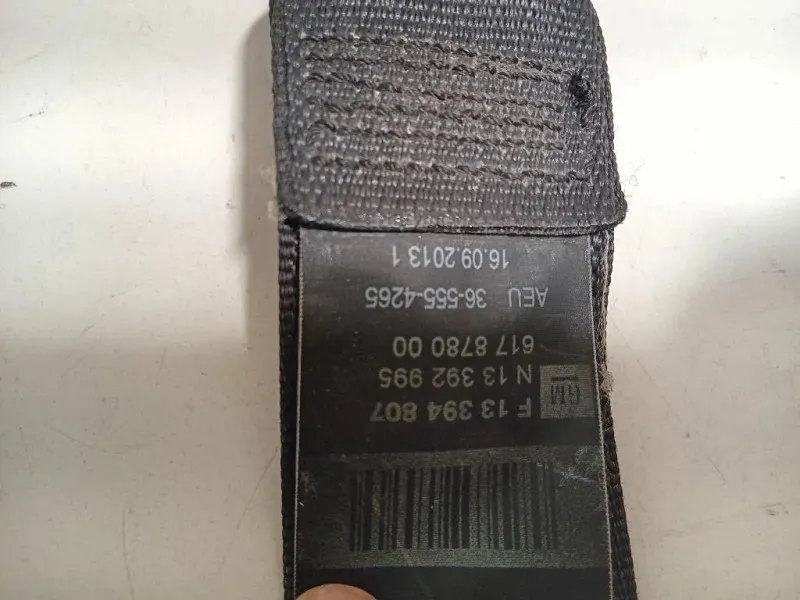 GM
F 13 394 807
N 13 392 995
617 8780 00
AEU 36-555-4265
16.09.2013 1